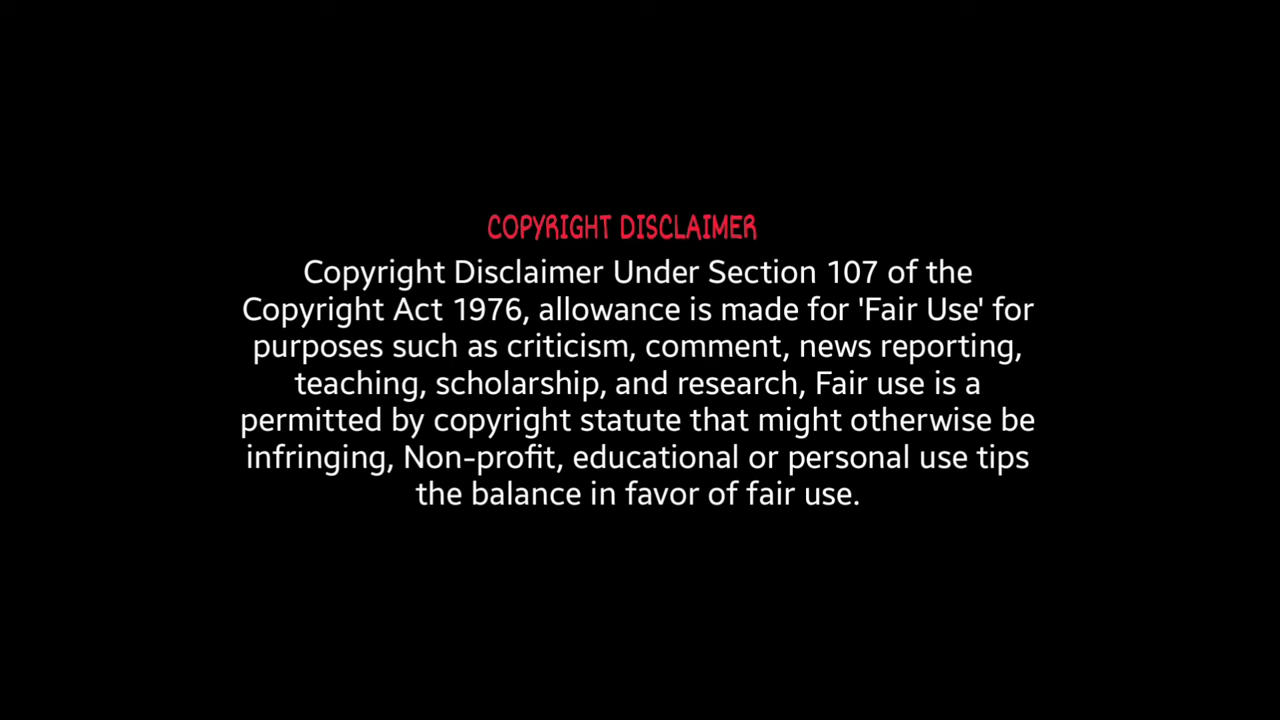 COPYRIGHT DISCLAIMER
Copyright Disclaimer Under Section 107 of the
Copyright Act 1976, allowance is made for 'Fair Use' for
purposes such as criticism, comment, news reporting,
teaching, scholarship, and research, Fair use is a
permitted by copyright statute that might otherwise be
infringing, Non-profit, educational or personal use tips
the balance in favor of fair use.